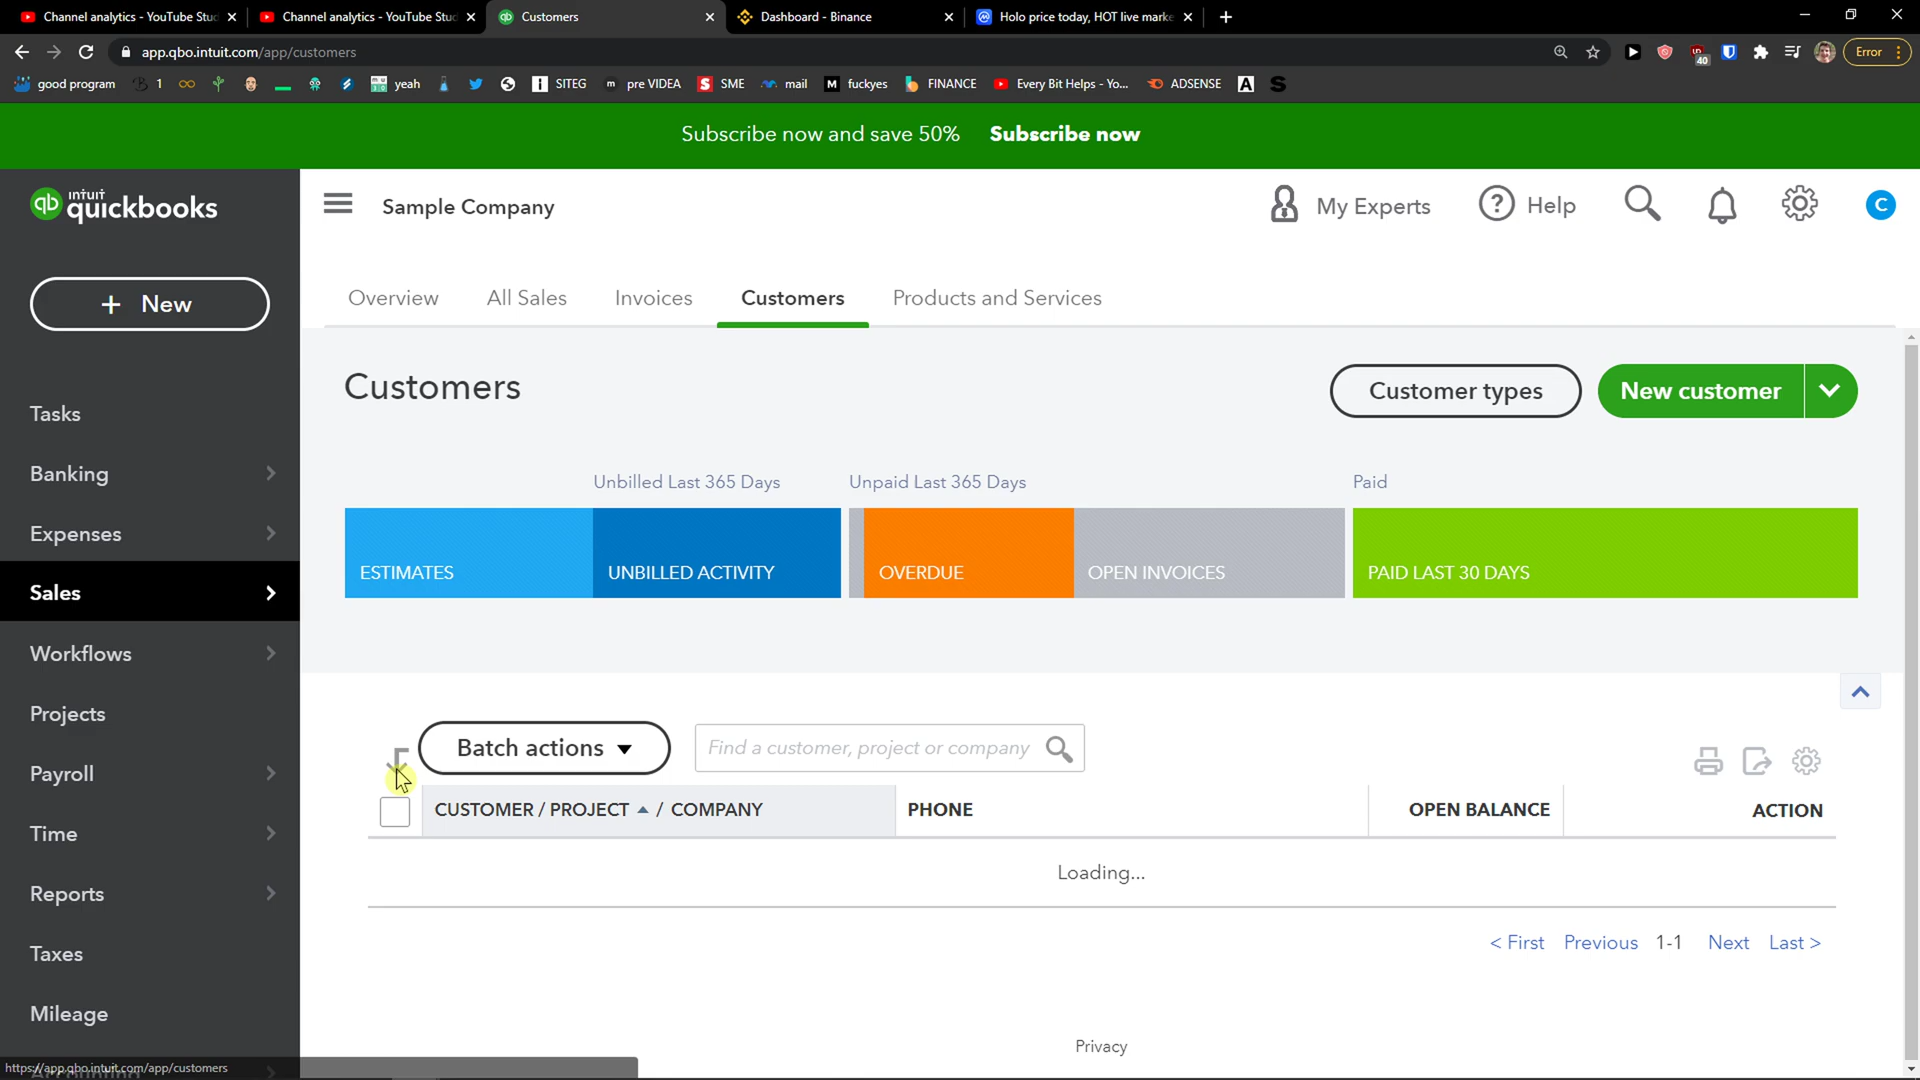 Channel analytics - YouTube Stu
Channel analytics - YouTube Stu
Customers
Dashboard - Binance
Holo price today, HOT live marke
app.qbo.intuit.com/app/customers
40
Error
good program
1
yeah
SITEG
m pre VIDEA
S SME
mail
M fuckyes
FINANCE
Every Bit Helps - Yo...
ADSENSE
A
S
Subscribe now and save 50% Subscribe now
qb intuit quickbooks
Sample Company
My Experts
? Help
C
+ New
Overview
All Sales
Invoices
Customers
Products and Services
Customers
Customer types
New customer
Tasks
Banking
Expenses
Sales
Workflows
Projects
Payroll
Time
Reports
Taxes
Mileage
Accounting
Unbilled Last 365 Days
Unpaid Last 365 Days
Paid
ESTIMATES
UNBILLED ACTIVITY
OVERDUE
OPEN INVOICES
PAID LAST 30 DAYS
Batch actions
Find a customer, project or company
CUSTOMER / PROJECT / COMPANY
PHONE
OPEN BALANCE
ACTION
Loading...
< First Previous 1-1 Next Last >
Privacy
https://app.qbo.intuit.com/app/customers